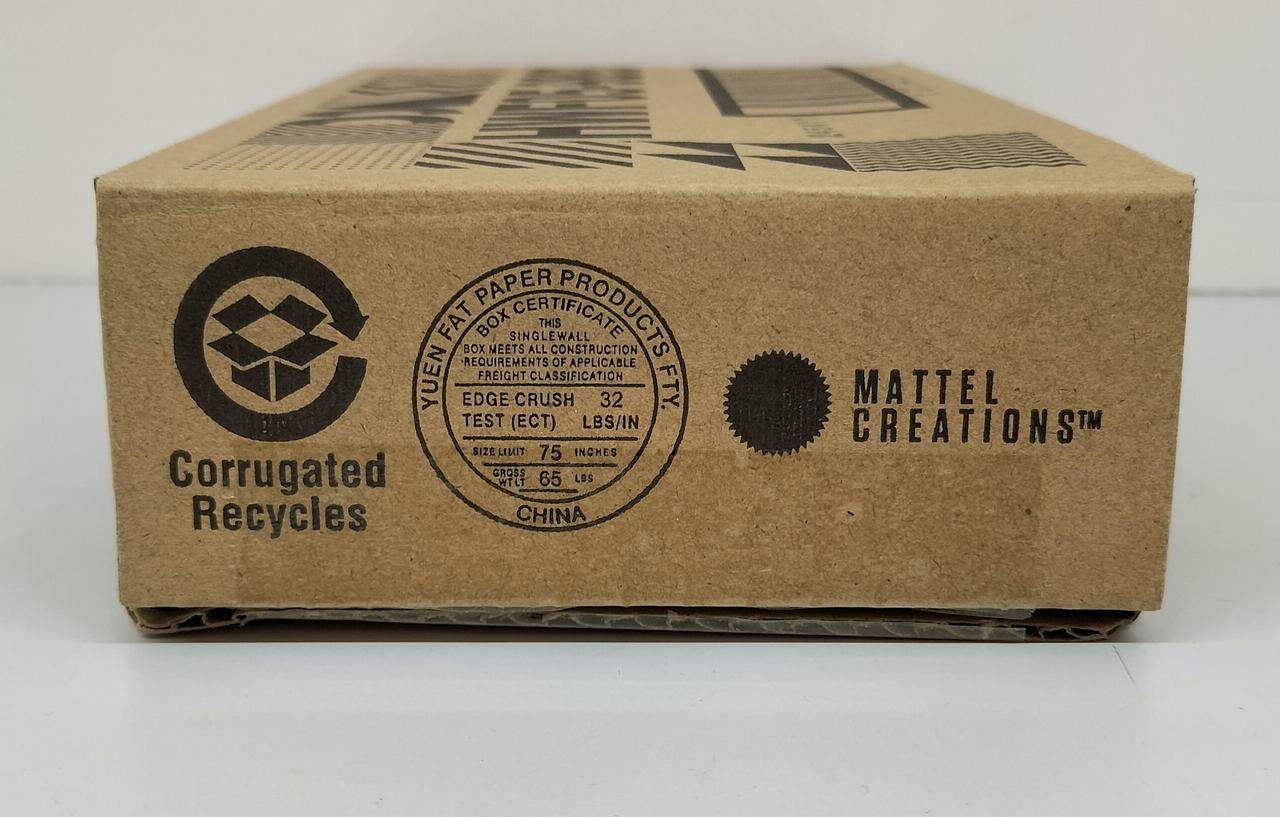 Corrugated
Recycles
YUEN FAT PAPER PRODUCTS FTY.
BOX CERTIFICATE
THIS
SINGLEWALL
BOX MEETS ALL CONSTRUCTION
REQUIREMENTS OF APPLICABLE
FREIGHT CLASSIFICATION
EDGE CRUSH 32
TEST (ECT) LBS/IN
SIZE LIMIT 75 INCHES
GROSS
WT LT 65 LBS
CHINA
MATTEL
CREATIONS™